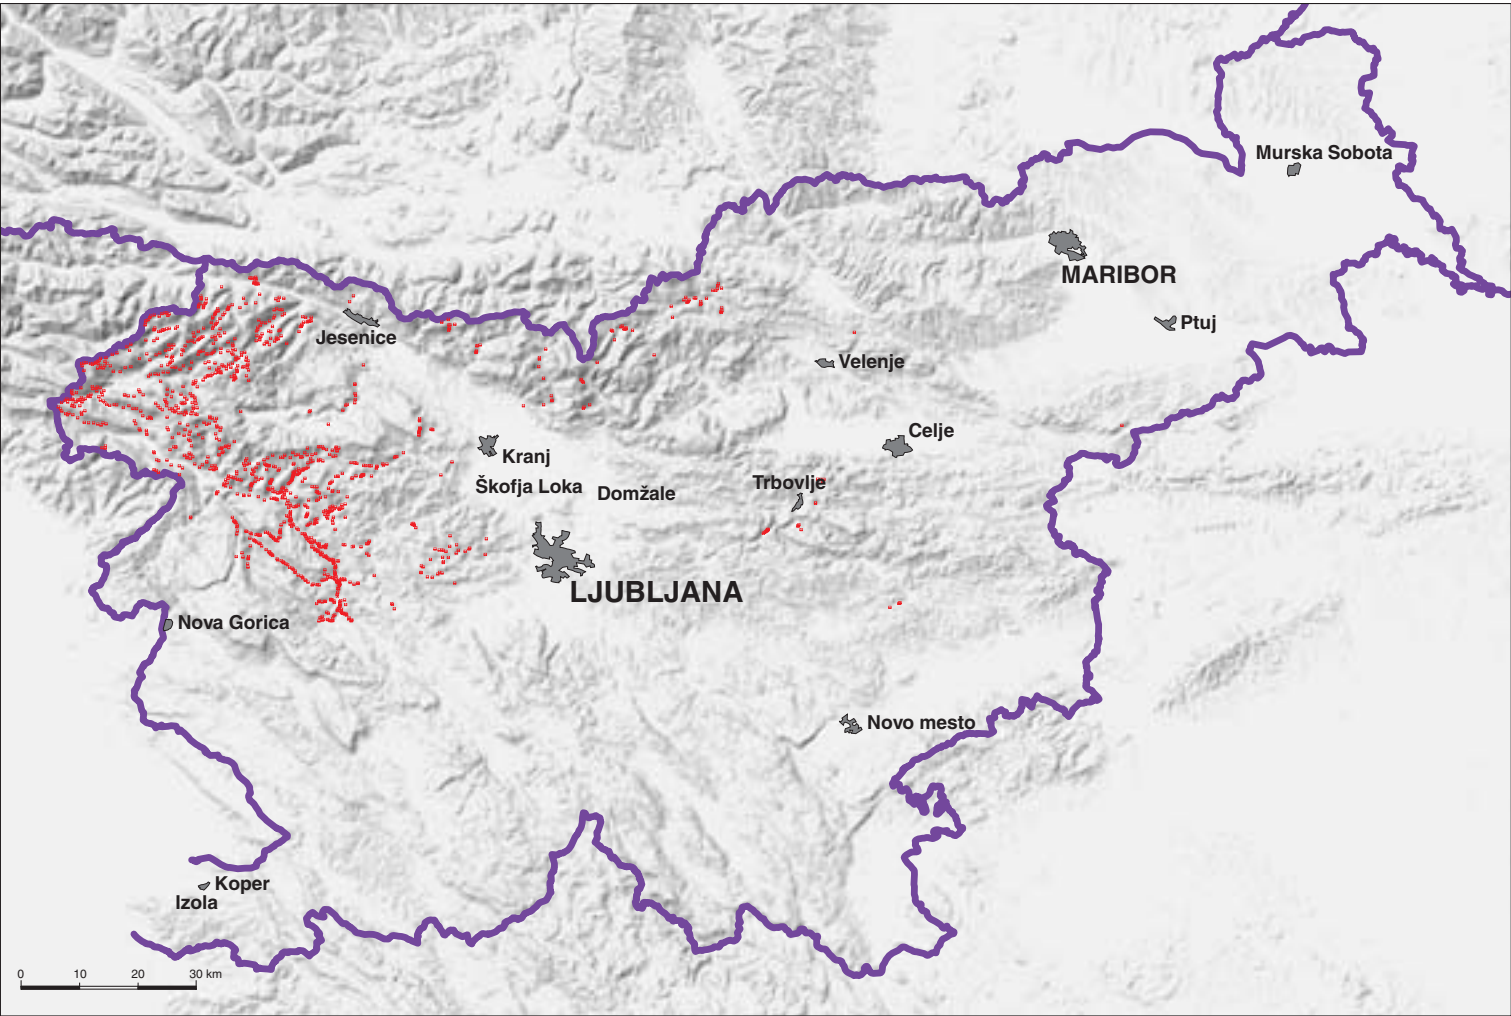 Murska Sobota
MARIBOR
Ptuj
Jesenice
Velenje
Celje
Kranj
Škofja Loka
Domžale
Trbovlje
LJUBLJANA
Nova Gorica
Novo mesto
Koper
Izola
0 10 20 30 km